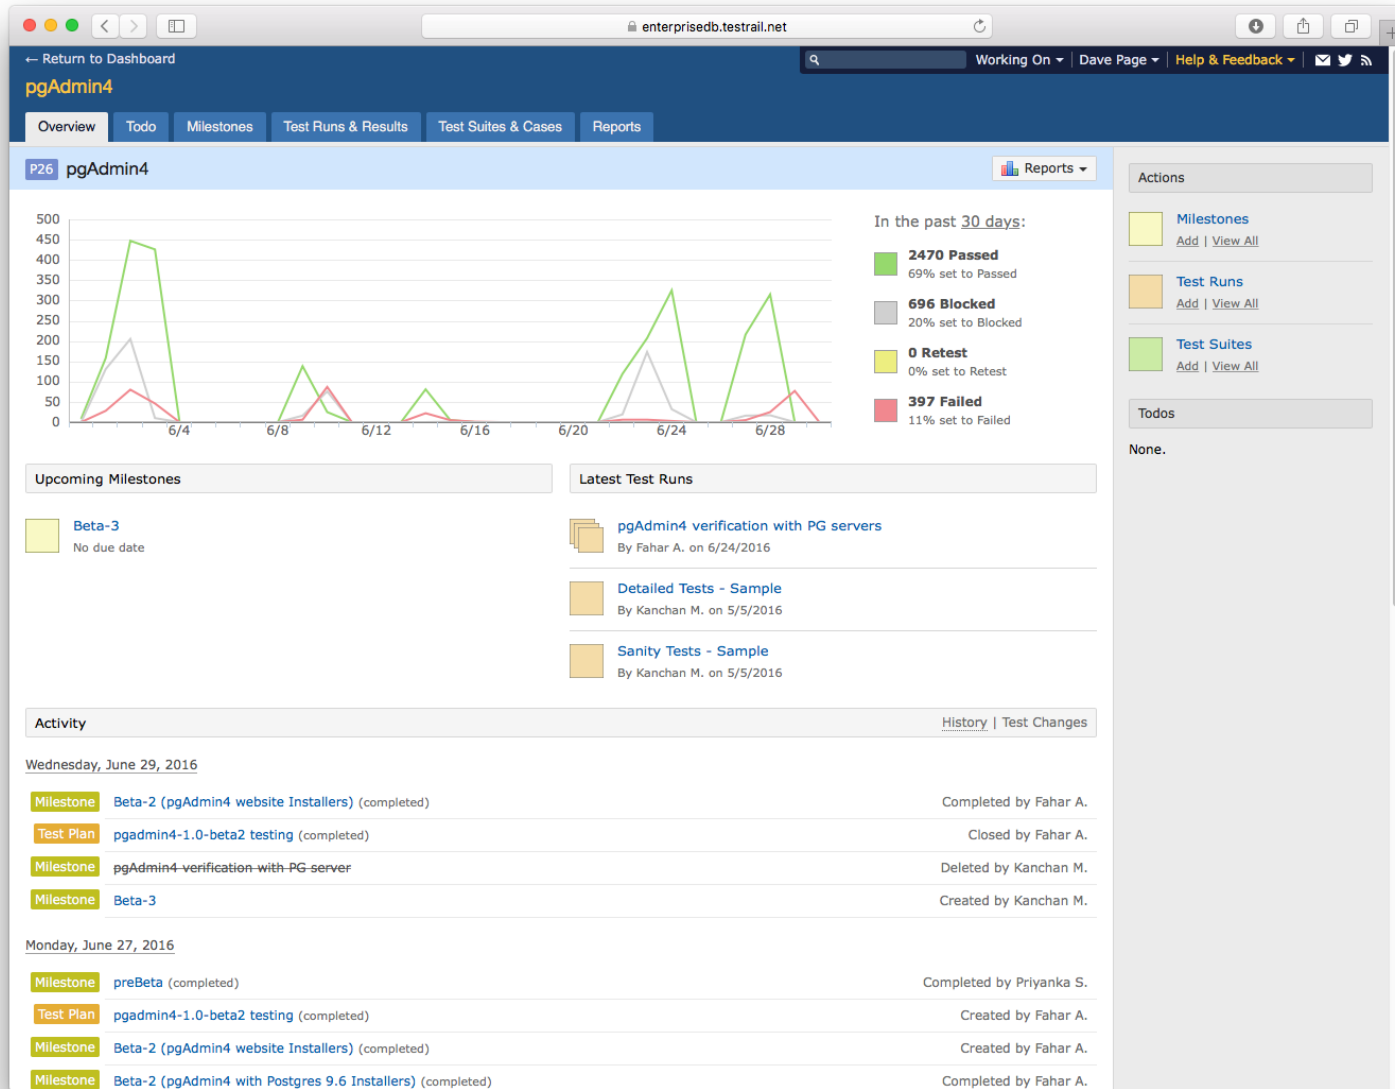 enterprisedb.testrail.net
← Return to Dashboard
Working On
Dave Page
Help & Feedback
pgAdmin4
Overview
Todo
Milestones
Test Runs & Results
Test Suites & Cases
Reports
P26 pgAdmin4
Reports
500
450
400
350
300
250
200
150
100
50
0
6/4
6/8
6/12
6/16
6/20
6/24
6/28
In the past 30 days:
2470 Passed
69% set to Passed
696 Blocked
20% set to Blocked
0 Retest
0% set to Retest
397 Failed
11% set to Failed
Actions
Milestones
Add | View All
Test Runs
Add | View All
Test Suites
Add | View All
Todos
None.
Upcoming Milestones
Beta-3
No due date
Latest Test Runs
pgAdmin4 verification with PG servers
By Fahar A. on 6/24/2016
Detailed Tests - Sample
By Kanchan M. on 5/5/2016
Sanity Tests - Sample
By Kanchan M. on 5/5/2016
Activity
History | Test Changes
Wednesday, June 29, 2016
Milestone Beta-2 (pgAdmin4 website Installers) (completed) Completed by Fahar A.
Test Plan pgadmin4-1.0-beta2 testing (completed) Closed by Fahar A.
Milestone pgAdmin4 verification with PG server Deleted by Kanchan M.
Milestone Beta-3 Created by Kanchan M.
Monday, June 27, 2016
Milestone preBeta (completed) Completed by Priyanka S.
Test Plan pgadmin4-1.0-beta2 testing (completed) Created by Fahar A.
Milestone Beta-2 (pgAdmin4 website Installers) (completed) Created by Fahar A.
Milestone Beta-2 (pgAdmin4 with Postgres 9.6 Installers) (completed) Completed by Fahar A.